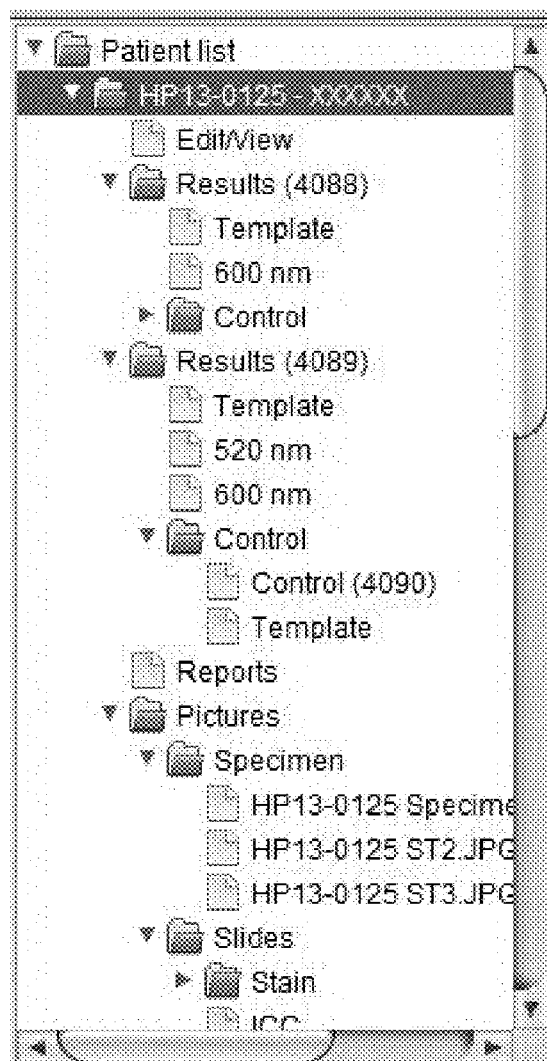 Patient list
HP13-0125 - XXXXXX
Edit/View
Results (4088)
Template
600 nm
Control
Results (4089)
Template
520 nm
600 nm
Control
Control (4090)
Template
Reports
Pictures
Specimen
HP13-0125 Specime
HP13-0125 ST2.JPG
HP13-0125 ST3.JPG
Slides
Stain
ICC